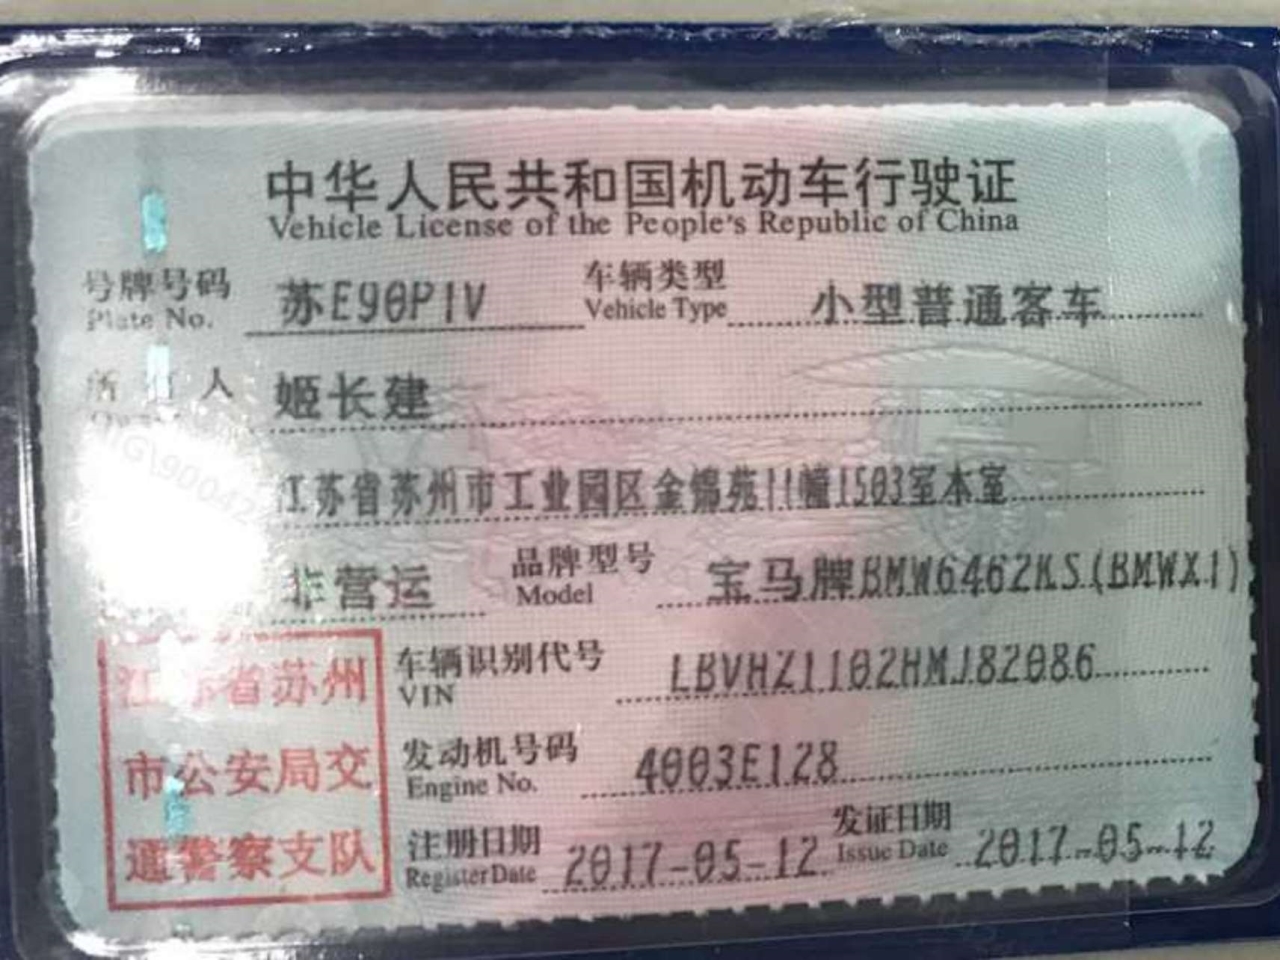 中华人民共和国机动车行驶证
Vehicle License of the People's Republic of China
号牌号码 苏E90P1V 车辆类型 小型普通客车
Plate No. Vehicle Type
所有人 姬长建
江苏省苏州市工业园区金锦苑11幢1503室本室
非营运 品牌型号 宝马牌BMW6462KS(BMWX1)
Model
车辆识别代号 LBVHZ1102HMJ82086
VIN
发动机号码 4003E128
Engine No.
注册日期 2017-05-12 发证日期 2017-05-12
Register Date Issue Date
江苏省苏州
市公安局交
通警察支队